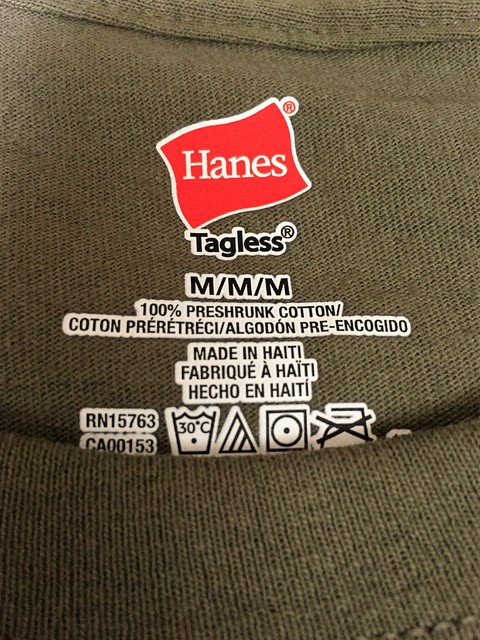 Hanes®
Tagless®
M/M/M
100% PRESHRUNK COTTON/
COTON PRÉRÉTRÉCI/ALGODÓN PRE-ENCOGIDO
MADE IN HAITI
FABRIQUÉ À HAÏTI
HECHO EN HAITÍ
RN15763
CA00153
30°C